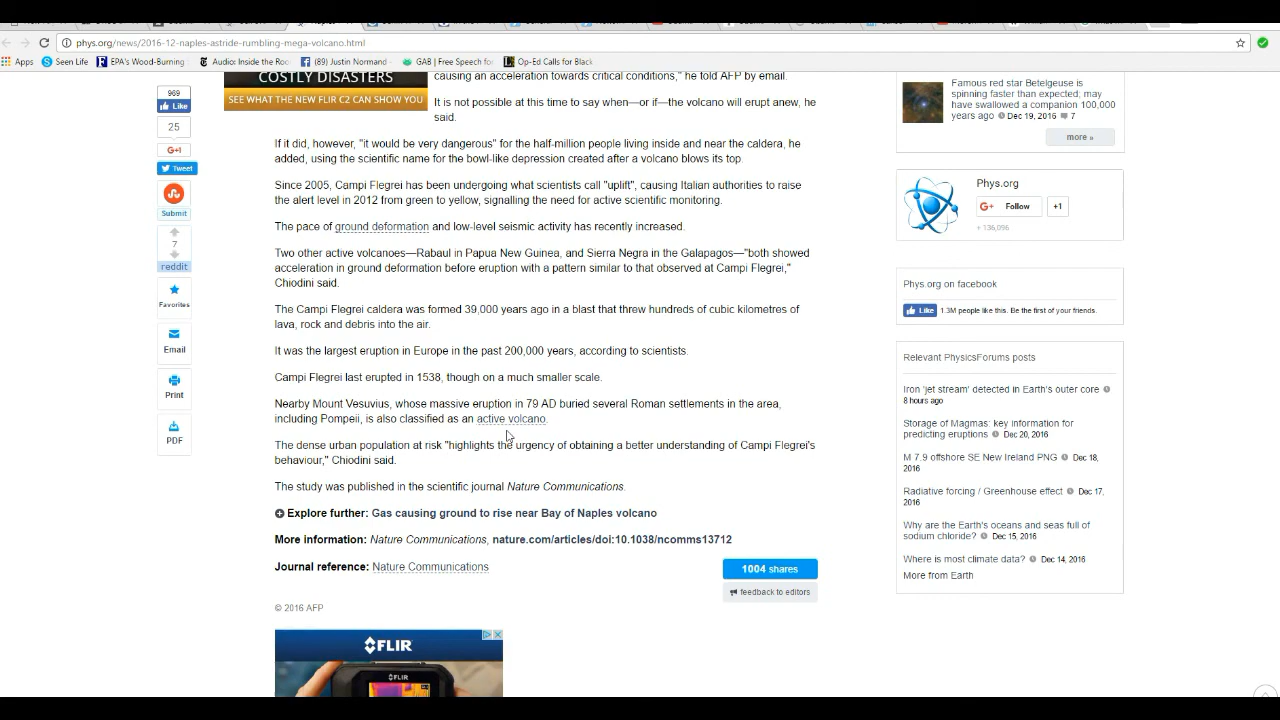 phys.org/news/2016-12-naples-astride-rumbling-mega-volcano.html
Apps Seen Life EPA's Wood-Burning Audio: Inside the Roo (89) Justin Normand GAB | Free Speech fo Op-Ed Calls for Black
969
Like
25
G+1
Tweet
Submit
7
reddit
Favorites
Email
Print
PDF
COSTLY DISASTERS
SEE WHAT THE NEW FLIR C2 CAN SHOW YOU
causing an acceleration towards critical conditions," he told AFP by email.
It is not possible at this time to say when—or if—the volcano will erupt anew, he
said.
If it did, however, "it would be very dangerous" for the half-million people living inside and near the caldera, he
added, using the scientific name for the bowl-like depression created after a volcano blows its top.
Since 2005, Campi Flegrei has been undergoing what scientists call "uplift", causing Italian authorities to raise
the alert level in 2012 from green to yellow, signalling the need for active scientific monitoring.
The pace of ground deformation and low-level seismic activity has recently increased.
Two other active volcanoes—Rabaul in Papua New Guinea, and Sierra Negra in the Galapagos—"both showed
acceleration in ground deformation before eruption with a pattern similar to that observed at Campi Flegrei,"
Chiodini said.
The Campi Flegrei caldera was formed 39,000 years ago in a blast that threw hundreds of cubic kilometres of
lava, rock and debris into the air.
It was the largest eruption in Europe in the past 200,000 years, according to scientists.
Campi Flegrei last erupted in 1538, though on a much smaller scale.
Nearby Mount Vesuvius, whose massive eruption in 79 AD buried several Roman settlements in the area,
including Pompeii, is also classified as an active volcano.
The dense urban population at risk "highlights the urgency of obtaining a better understanding of Campi Flegrei's
behaviour," Chiodini said.
The study was published in the scientific journal Nature Communications.
Explore further: Gas causing ground to rise near Bay of Naples volcano
More information: Nature Communications, nature.com/articles/doi:10.1038/ncomms13712
Journal reference: Nature Communications
1004 shares
feedback to editors
© 2016 AFP
FLIR
FLIR
Famous red star Betelgeuse is
spinning faster than expected; may
have swallowed a companion 100,000
years ago Dec 19, 2016 7
more »
Phys.org
G+ Follow +1
+ 136,096
Phys.org on facebook
Like 1.3M people like this. Be the first of your friends.
Relevant PhysicsForums posts
Iron 'jet stream' detected in Earth's outer core
8 hours ago
Storage of Magmas: key information for
predicting eruptions Dec 20, 2016
M 7.9 offshore SE New Ireland PNG Dec 18,
2016
Radiative forcing / Greenhouse effect Dec 17,
2016
Why are the Earth's oceans and seas full of
sodium chloride? Dec 15, 2016
Where is most climate data? Dec 14, 2016
More from Earth